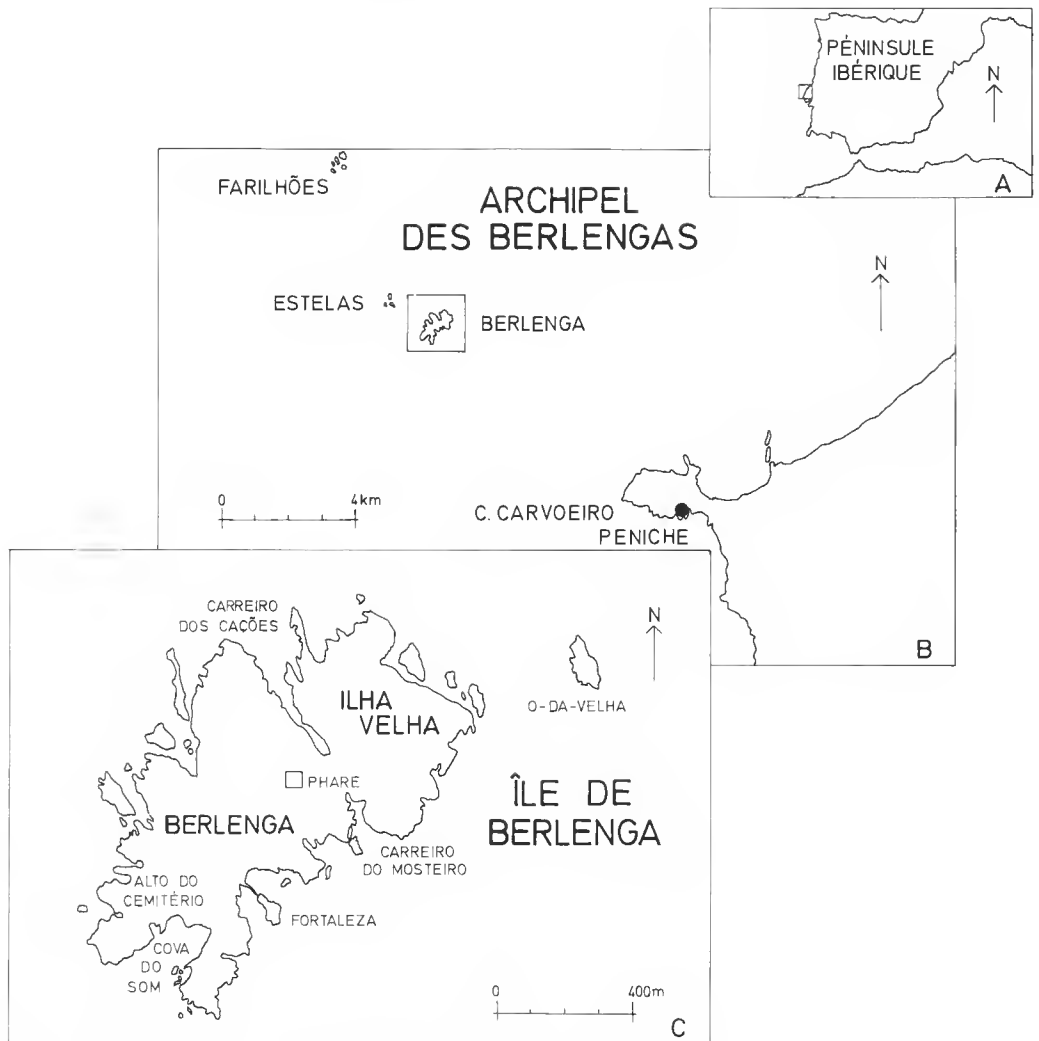 PÉNINSULE
IBÉRIQUE
N
A
FARILHÕES
ARCHIPEL
DES BERLENGAS
N
ESTELAS
BERLENGA
0 4km
C. CARVOEIRO
PENICHE
B
CARREIRO
DOS CAÇÕES
N
ILHA
VELHA
O-DA-VELHA
PHARE
ÎLE DE
BERLENGA
BERLENGA
CARREIRO
DO MOSTEIRO
ALTO DO
CEMITÉRIO
FORTALEZA
COVA
DO
SOM
0 400m
C